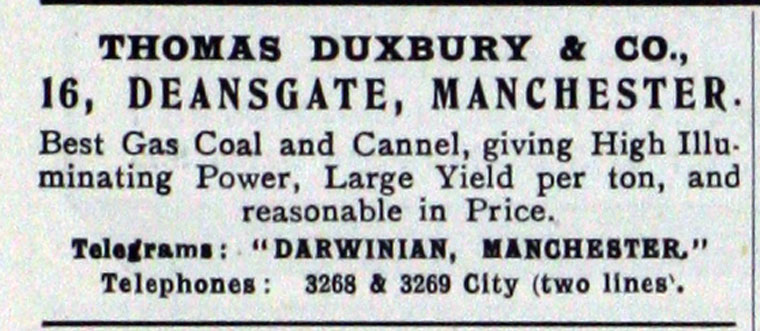 THOMAS DUXBURY & CO.,
16, DEANSGATE, MANCHESTER.
Best Gas Coal and Cannel, giving High Illu-
minating Power, Large Yield per ton, and
reasonable in Price.
Telegrams: "DARWINIAN, MANCHESTER."
Telephones: 3268 & 3269 City (two lines).